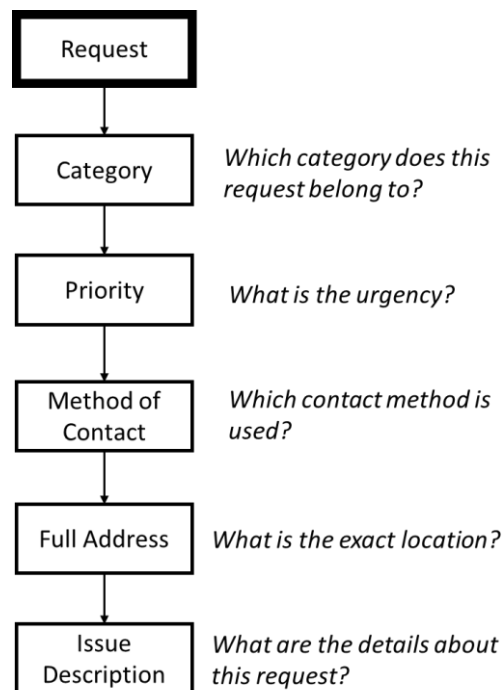 Request
Category
Which category does this
request belong to?
Priority
What is the urgency?
Method of
Contact
Which contact method is
used?
Full Address
What is the exact location?
Issue
Description
What are the details about
this request?